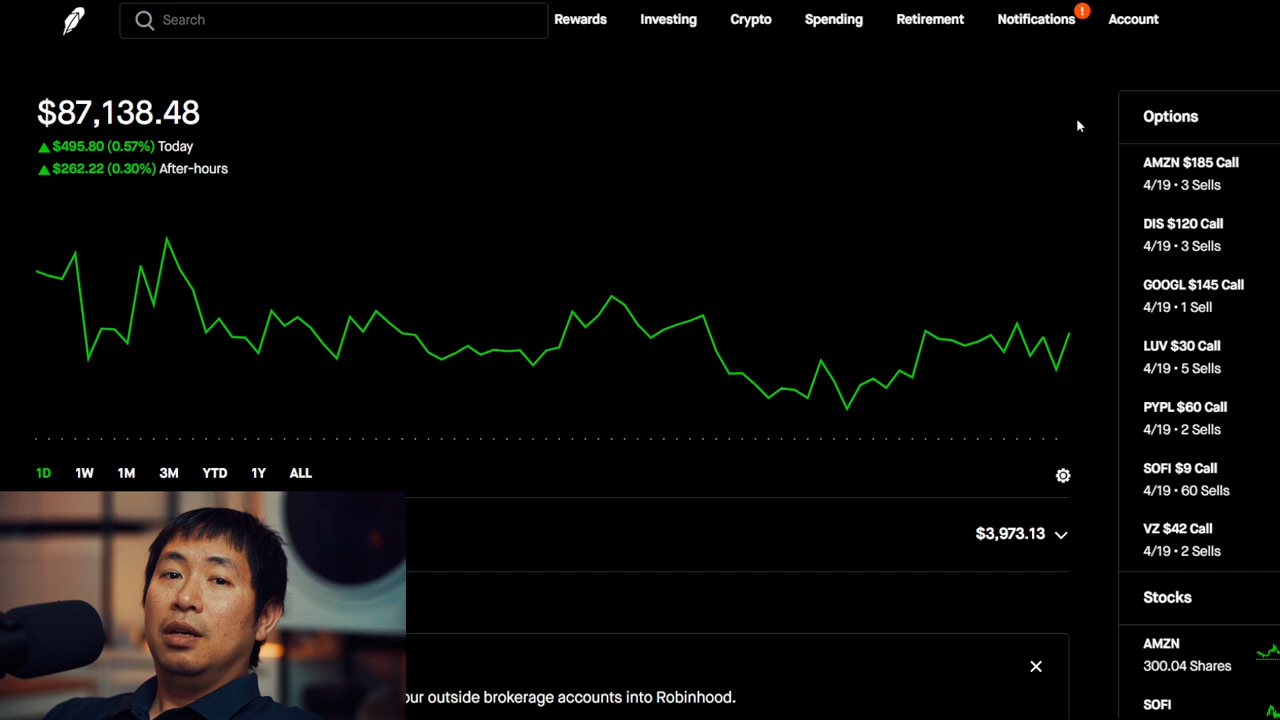 Search
Rewards
Investing
Crypto
Spending
Retirement
Notifications
!
Account
$87,138.48
$495.80 (0.57%) Today
$262.22 (0.30%) After-hours
1D
1W
1M
3M
YTD
1Y
ALL
$3,973.13
our outside brokerage accounts into Robinhood.
Options
AMZN $185 Call
4/19 • 3 Sells
DIS $120 Call
4/19 • 3 Sells
GOOGL $145 Call
4/19 • 1 Sell
LUV $30 Call
4/19 • 5 Sells
PYPL $60 Call
4/19 • 2 Sells
SOFI $9 Call
4/19 • 60 Sells
VZ $42 Call
4/19 • 2 Sells
Stocks
AMZN
300.04 Shares
SOFI